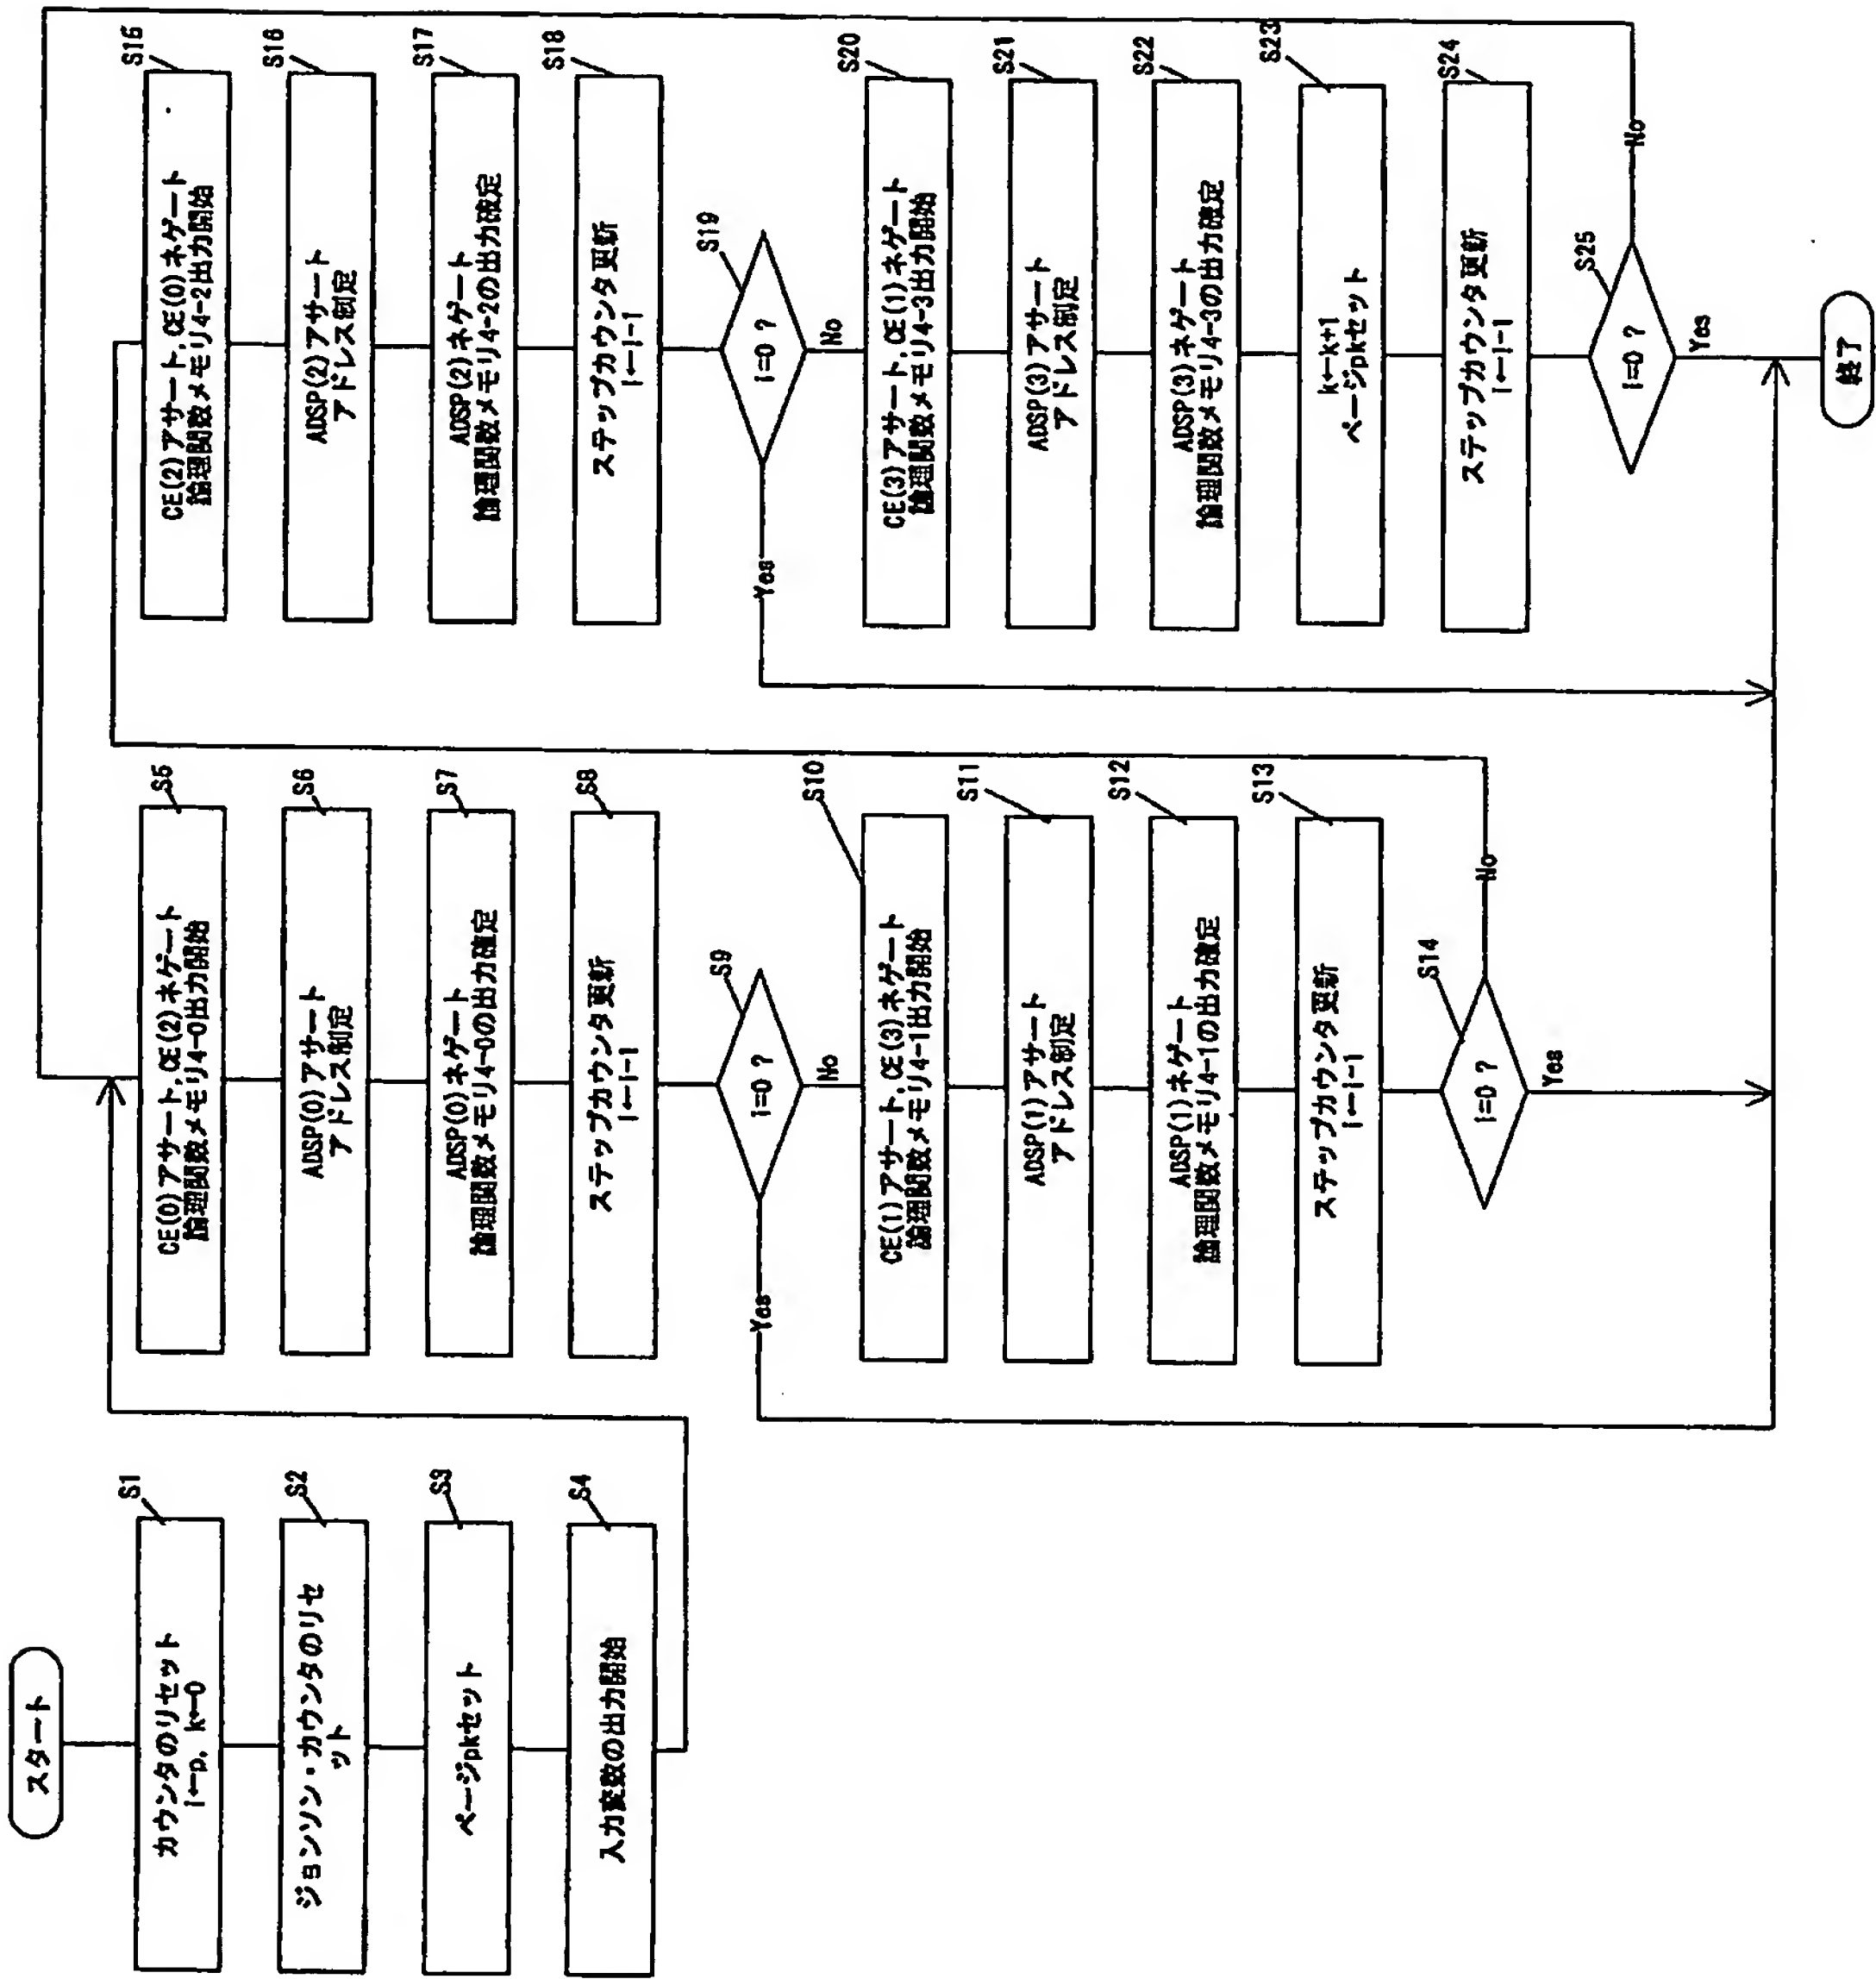 スタート
S1
カウンタのリセット
i←p, k←0
S2
ジョンソン・カウンタのリセ
ット
S3
ページpkセット
S4
入力変数の出力開始
S5
CE(0)アサート,CE(2)ネゲート
論理関数メモリ4-0出力開始
S6
ADSP(0)アサート
アドレス制定
S7
ADSP(0)ネゲート
論理関数メモリ4-0の出力確定
S8
ステップカウンタ更新
i←i-1
S9
i=0 ?
Yes
No
S10
CE(1)アサート,CE(3)ネゲート
論理関数メモリ4-1出力開始
S11
ADSP(1)アサート
アドレス制定
S12
ADSP(1)ネゲート
論理関数メモリ4-1の出力確定
S13
ステップカウンタ更新
i←i-1
S14
i=0 ?
No
Yes
S15
CE(2)アサート,CE(0)ネゲート
論理関数メモリ4-2出力開始
S16
ADSP(2)アサート
アドレス制定
S17
ADSP(2)ネゲート
論理関数メモリ4-2の出力確定
S18
ステップカウンタ更新
i←i-1
S19
i=0 ?
Yes
No
S20
CE(3)アサート,CE(1)ネゲート
論理関数メモリ4-3出力開始
S21
ADSP(3)アサート
アドレス制定
S22
ADSP(3)ネゲート
論理関数メモリ4-3の出力確定
S23
k←k+1
ページpkセット
S24
ステップカウンタ更新
i←i-1
S25
i=0 ?
No
Yes
終了